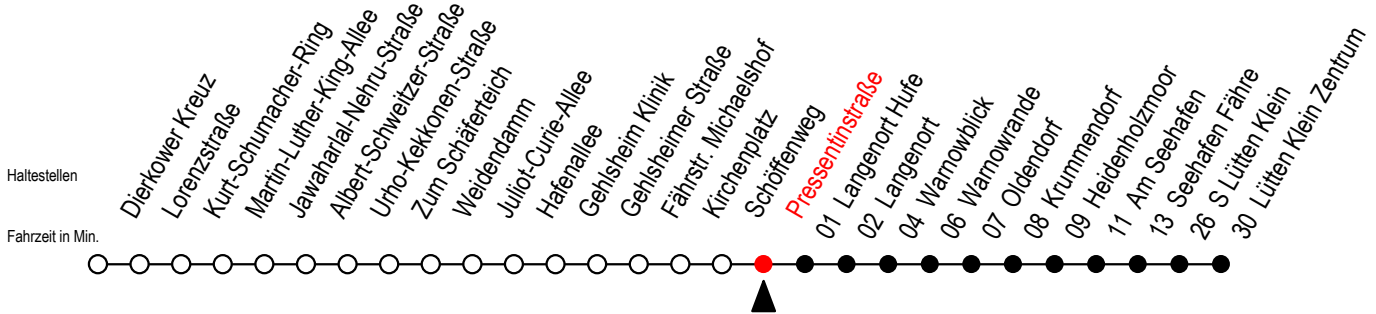 Haltestellen
Fahrzeit in Min.
Dierkower Kreuz
Lorenzstraße
Kurt-Schumacher-Ring
Martin-Luther-King-Allee
Jawaharlal-Nehru-Straße
Albert-Schweitzer-Straße
Urho-Kekkonen-Straße
Zum Schäferteich
Weidendamm
Juliot-Curie-Allee
Hafenallee
Gehlsheim Klinik
Gehlsheimer Straße
Fährstr. Michaelshof
Kirchenplatz
Schöffenweg
Pressentinstraße
01 Langenort Hufe
02 Langenort
04 Warnowblick
06 Warnowrande
07 Oldendorf
08 Krummendorf
09 Heidenholzmoor
11 Am Seehafen
13 Seehafen Fähre
26 S Lütten Klein
30 Lütten Klein Zentrum